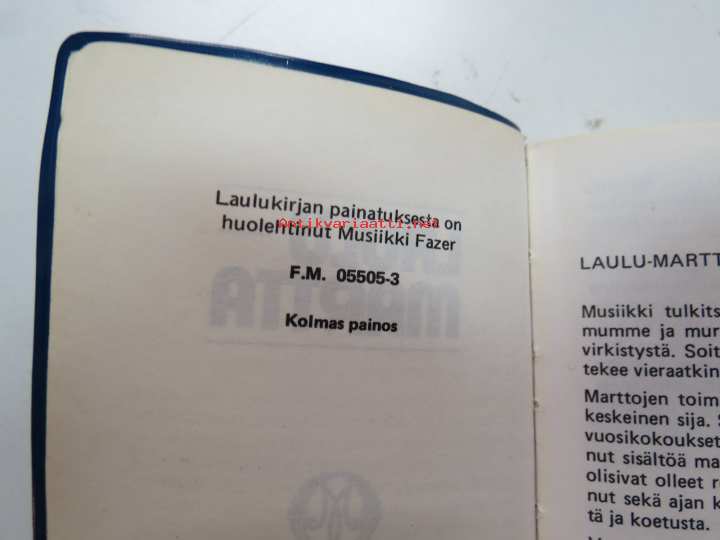 Laulukirjan painatuksesta on
Antikvariaatti.net
huolehtinut Musiikki Fazer
F.M. 05505-3
Kolmas painos
LAULU-MARTT
Musiikki tulkits
mumme ja mur
virkistystä. Soit
tekee vieraatkin
Marttojen toim
keskeinen sija.
vuosikokoukset
nut sisältöä ma
olisivat olleet
nut sekä ajan k
tä ja koetusta.